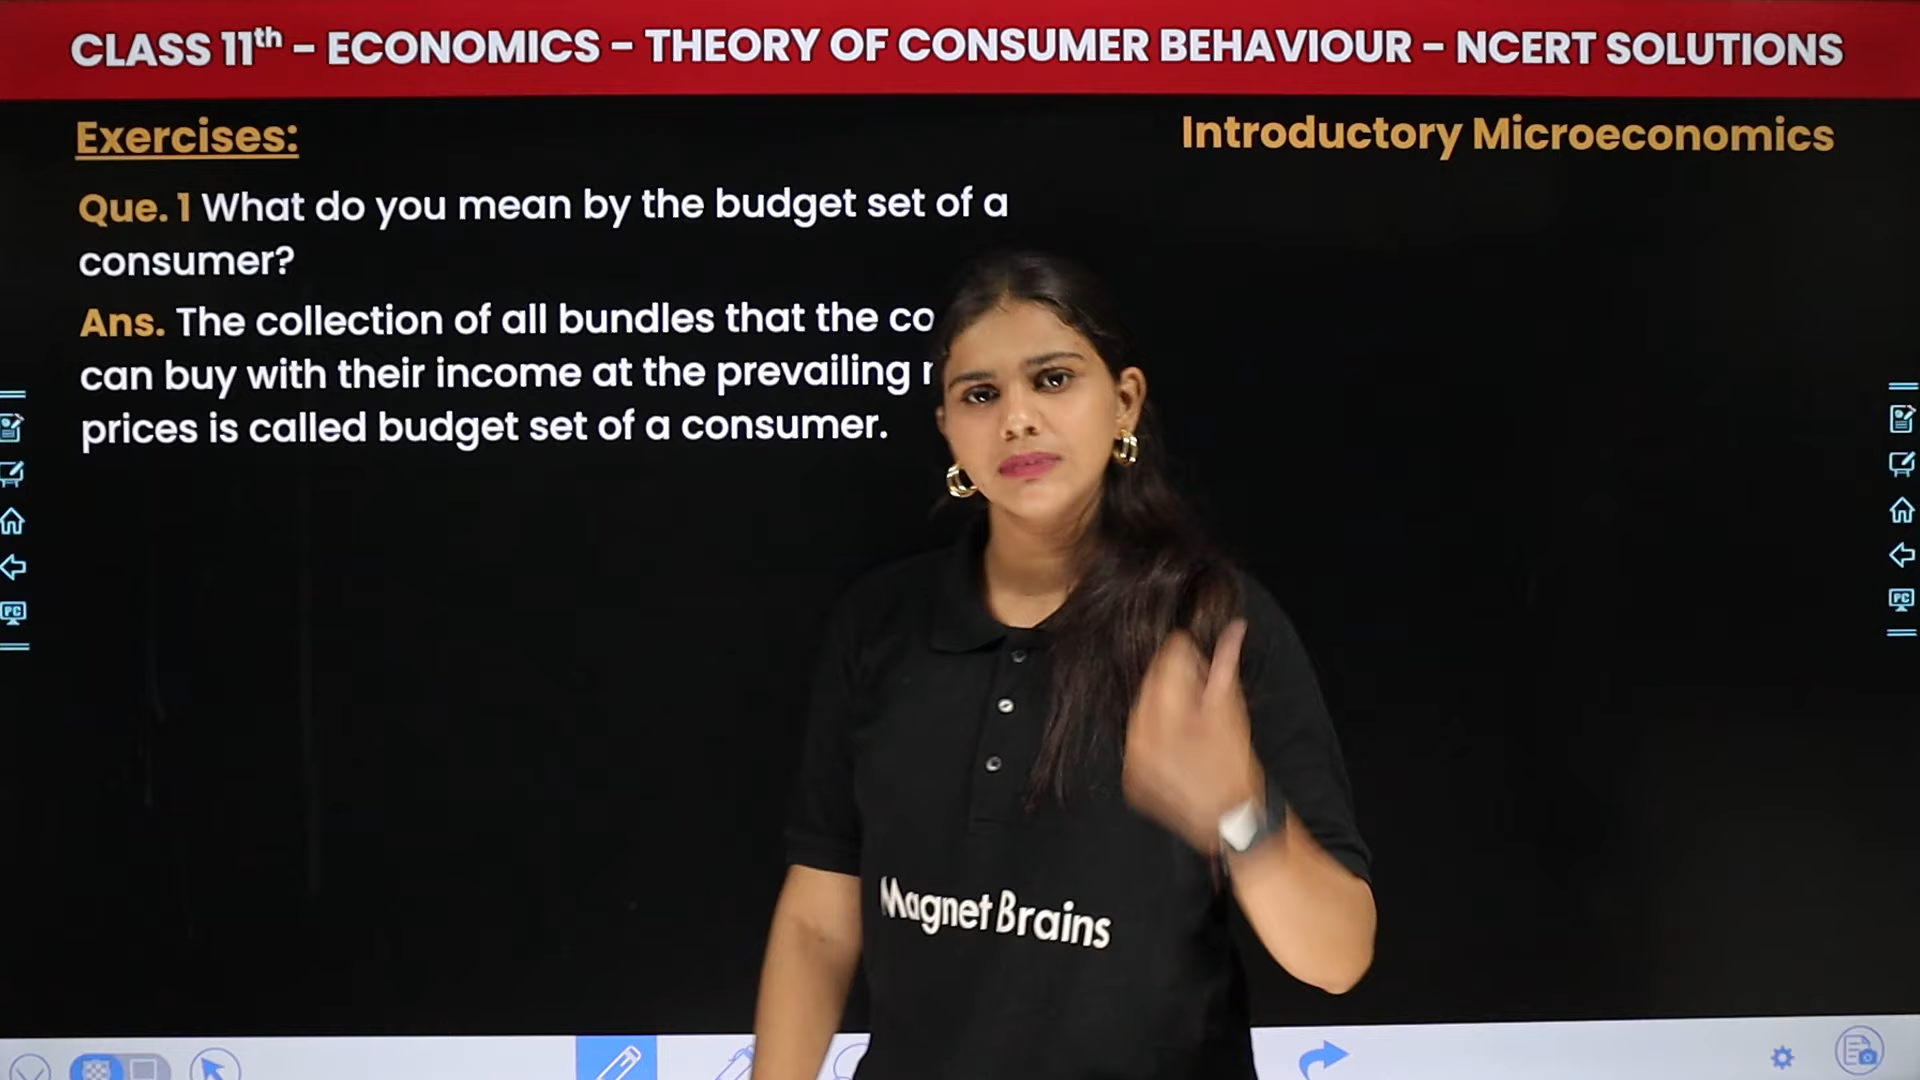 CLASS 11th – ECONOMICS – THEORY OF CONSUMER BEHAVIOUR – NCERT SOLUTIONS
Exercises:
Introductory Microeconomics
Que. 1 What do you mean by the budget set of a
consumer?
Ans. The collection of all bundles that the
can buy with their income at the prevailing
prices is called budget set of a consumer.
PC
PC
Magnet Brains